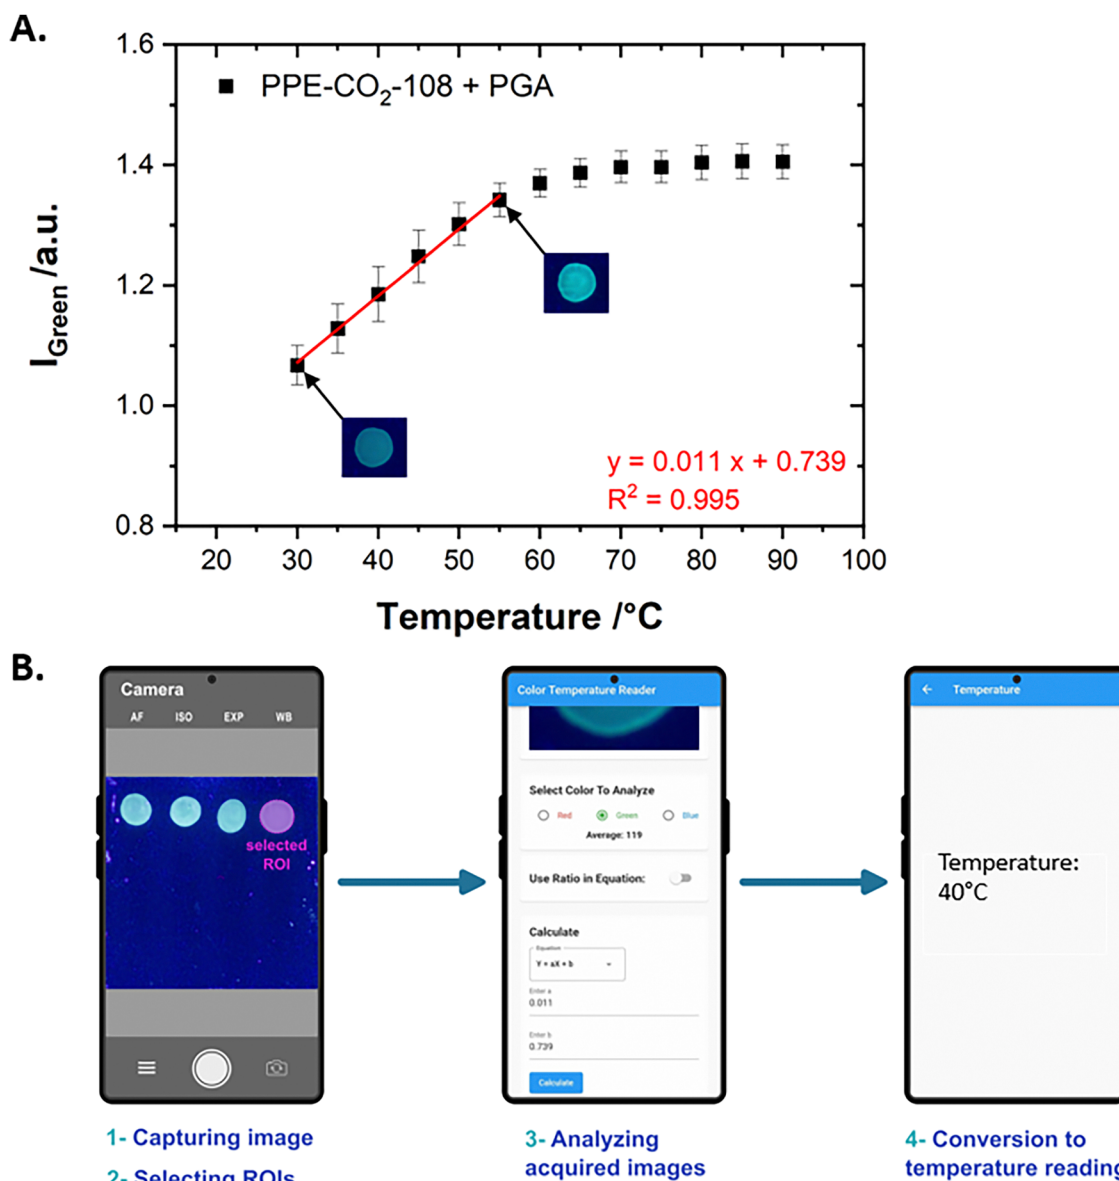 A.
1.6
1.4
1.2
1.0
0.8
I_Green /a.u.
PPE-CO₂-108 + PGA
y = 0.011 x + 0.739
R² = 0.995
20 30 40 50 60 70 80 90 100
Temperature /°C
B.
Camera
AF ISO EXP WB
selected
ROI
1- Capturing image
2- Selecting ROIs
Color Temperature Reader
Select Color To Analyze
Red Green Blue
Average: 119
Use Ratio in Equation:
Calculate
Equation
Y = aX + b
Enter a
0.011
Enter b
0.739
Calculate
3- Analyzing
acquired images
Temperature
Temperature:
40°C
4- Conversion to
temperature reading